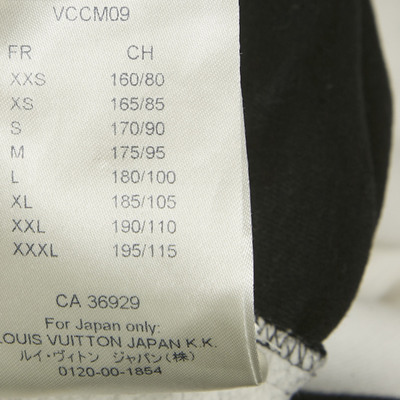 VCCM09
FR CH
XXS 160/80
XS 165/85
S 170/90
M 175/95
L 180/100
XL 185/105
XXL 190/110
XXXL 195/115
CA 36929
For Japan only:
LOUIS VUITTON JAPAN K.K.
ルイ・ヴィトン ジャパン(株)
0120-00-1854